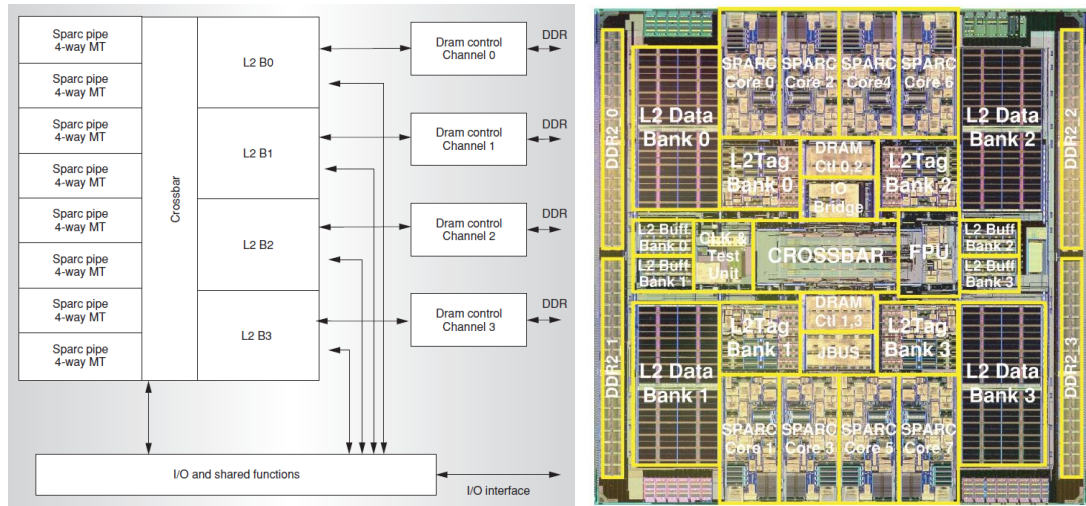 Sparc pipe
4-way MT
Sparc pipe
4-way MT
Sparc pipe
4-way MT
Sparc pipe
4-way MT
Sparc pipe
4-way MT
Sparc pipe
4-way MT
Sparc pipe
4-way MT
Sparc pipe
4-way MT
Crossbar
L2 B0
L2 B1
L2 B2
L2 B3
Dram control
Channel 0
DDR
Dram control
Channel 1
DDR
Dram control
Channel 2
DDR
Dram control
Channel 3
DDR
I/O and shared functions
I/O interface
DDR2_0
L2 Data
Bank 0
SPARC
Core 0
SPARC
Core 2
SPARC
Core4
SPARC
Core 6
L2 Data
Bank 2
DDR2_2
L2Tag
Bank 0
DRAM
Ctl 0,2
IO
Bridge
L2Tag
Bank 2
L2 Buff
Bank 0
L2 Buff
Bank 1
CLK &
Test
Unit
CROSSBAR
FPU
L2 Buff
Bank 2
L2 Buff
Bank 3
DDR2_1
L2 Data
Bank 1
L2Tag
Bank 1
DRAM
Ctl 1,3
JBUS
L2Tag
Bank 3
L2 Data
Bank 3
DDR2_3
SPARC
Core 1
SPARC
Core 3
SPARC
Core 5
SPARC
Core 7